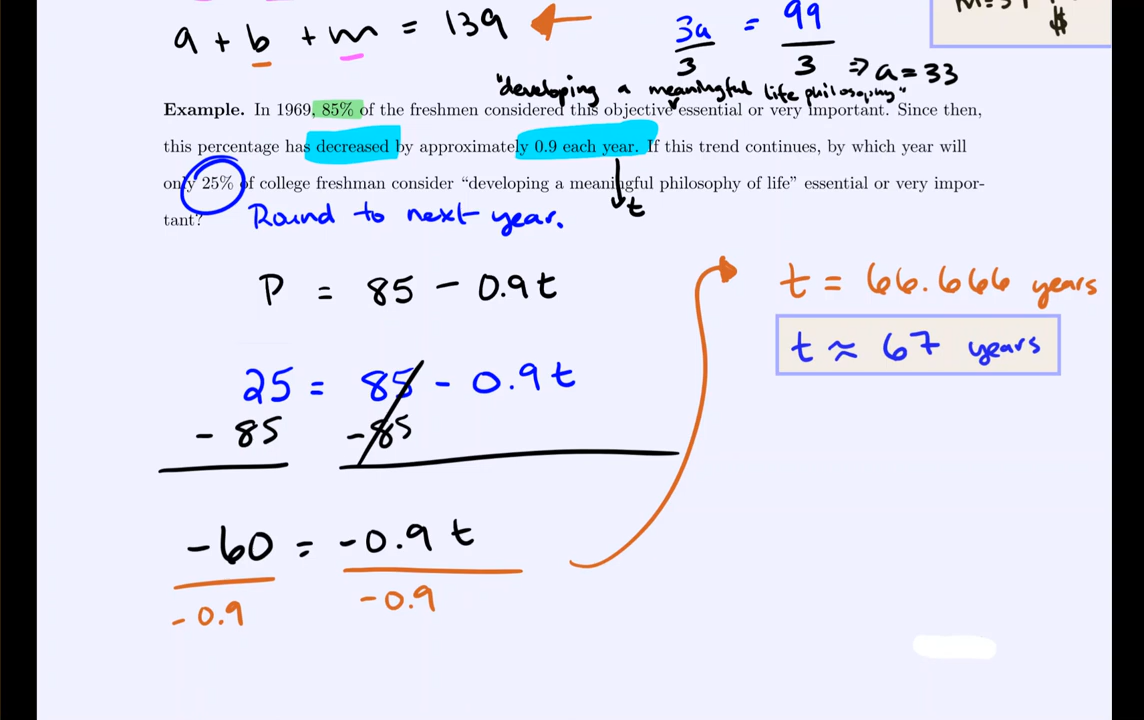 a + b + m = 139
3a = 99
3 3 ⇒ a = 33
$
"developing a meaningful life philosophy"
Example. In 1969, 85% of the freshmen considered this objective essential or very important. Since then,
this percentage has decreased by approximately 0.9 each year. If this trend continues, by which year will
only 25% of college freshman consider “developing a meaningful philosophy of life” essential or very impor-
tant? Round to next year.
t
P = 85 - 0.9t
t = 66.666 years
t ≈ 67 years
25 = 85 - 0.9t
- 85 -85
-60 = -0.9t
-0.9 -0.9